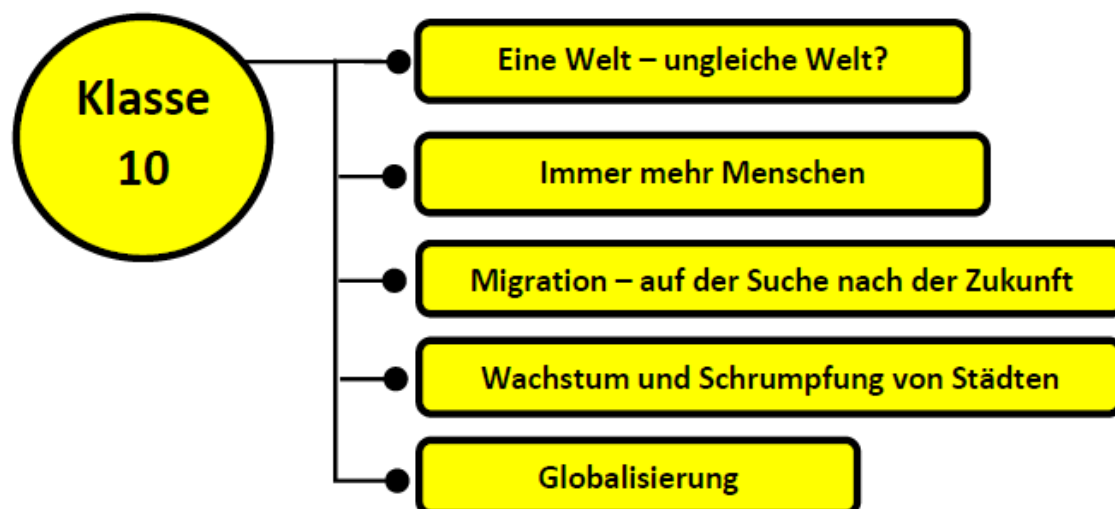 Klasse
10
Eine Welt – ungleiche Welt?
Immer mehr Menschen
Migration – auf der Suche nach der Zukunft
Wachstum und Schrumpfung von Städten
Globalisierung